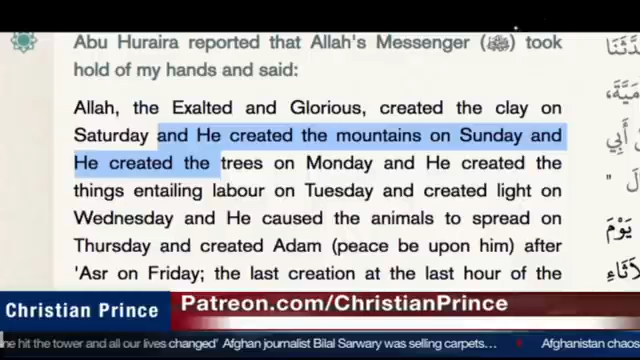 Abu Huraira reported that Allah's Messenger (ﷺ) took
hold of my hands and said:
Allah, the Exalted and Glorious, created the clay on
Saturday and He created the mountains on Sunday and
He created the trees on Monday and He created the
things entailing labour on Tuesday and created light on
Wednesday and He caused the animals to spread on
Thursday and created Adam (peace be upon him) after
'Asr on Friday; the last creation at the last hour of the
حَدَّثَنَا
أَبِي
يَوْمَ
Christian Prince
Patreon.com/ChristianPrince
ne hit the tower and all our lives changed' Afghan journalist Bilal Sarwary was selling carpets… Afghanistan chaos